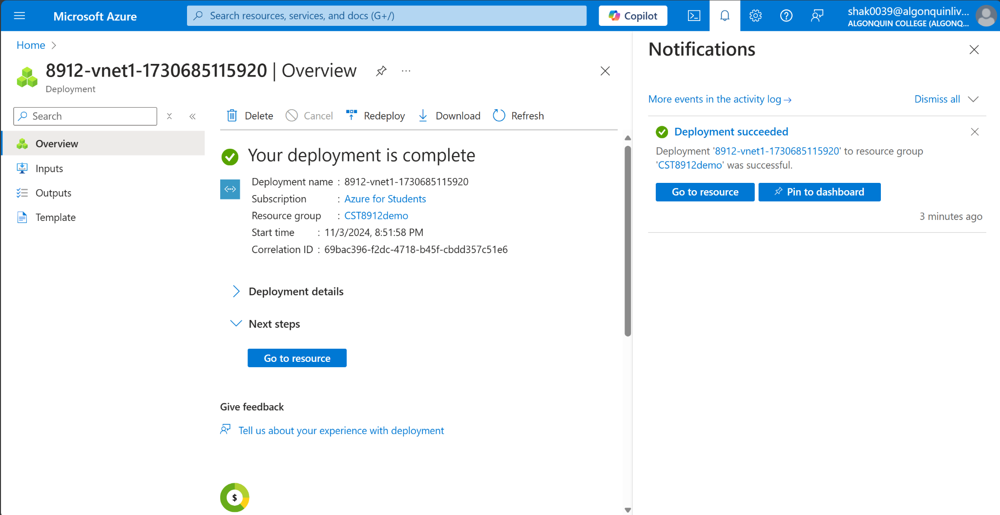 Microsoft Azure
Search resources, services, and docs (G+/)
Copilot
shak0039@algonquinliv...
ALGONQUIN COLLEGE (ALGONQ...
Home
8912-vnet1-1730685115920 | Overview
Deployment
Search
Overview
Inputs
Outputs
Template
Delete
Cancel
Redeploy
Download
Refresh
Your deployment is complete
Deployment name : 8912-vnet1-1730685115920
Subscription : Azure for Students
Resource group : CST8912demo
Start time : 11/3/2024, 8:51:58 PM
Correlation ID : 69bac396-f2dc-4718-b45f-cbdd357c51e6
Deployment details
Next steps
Go to resource
Give feedback
Tell us about your experience with deployment
$
Notifications
More events in the activity log →
Dismiss all
Deployment succeeded
Deployment '8912-vnet1-1730685115920' to resource group
'CST8912demo' was successful.
Go to resource
Pin to dashboard
3 minutes ago